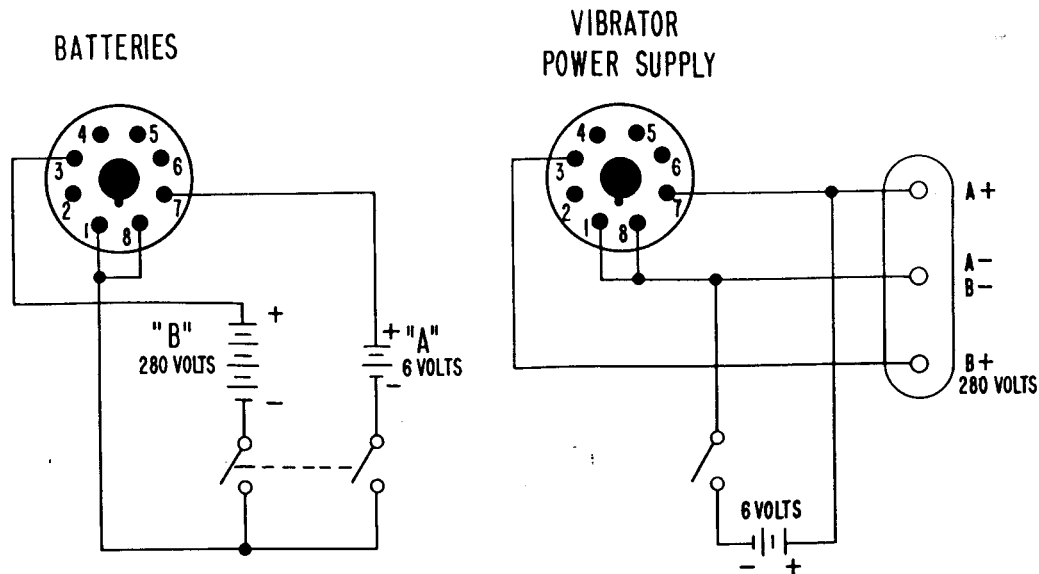 BATTERIES
4 5
3 6
2 7
1 8
+
"B"
280 VOLTS
−
+ "A"
6 VOLTS
−
VIBRATOR
POWER SUPPLY
4 5
3 6
2 7
1 8
A+
A−
B−
B+
280 VOLTS
6 VOLTS
− +